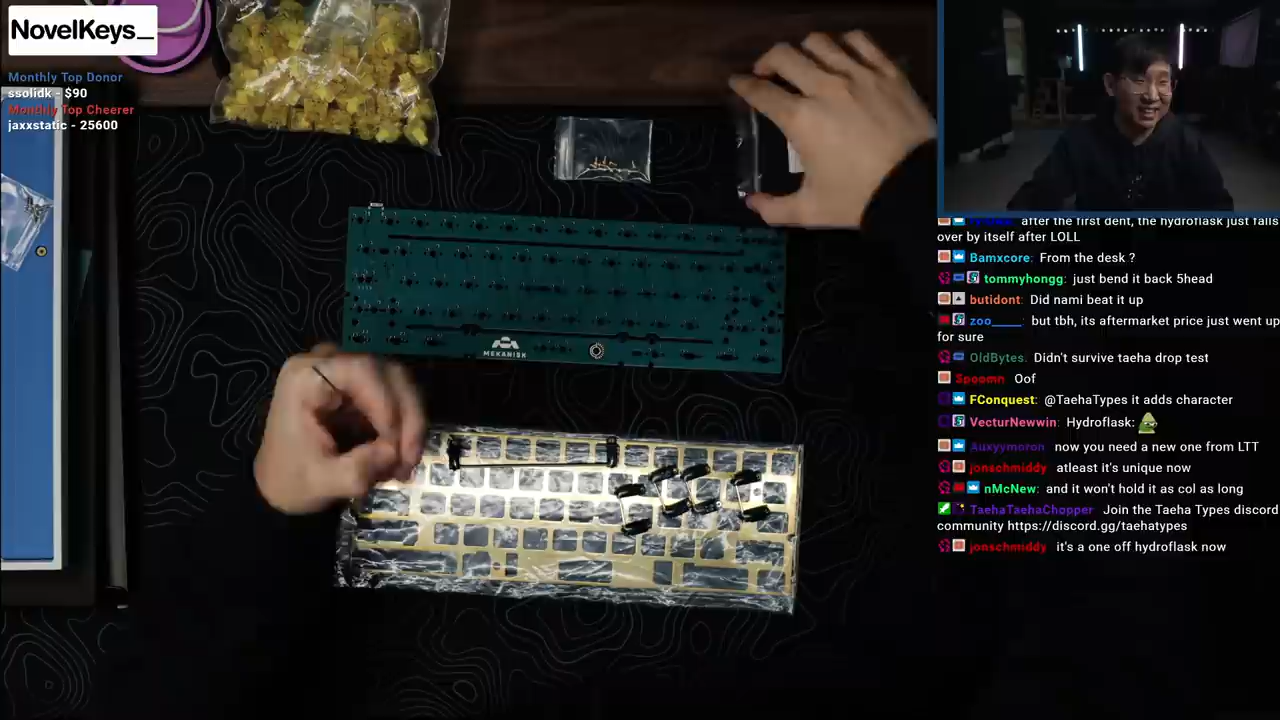 NovelKeys_
Monthly Top Donor
ssolidk - $90
Monthly Top Cheerer
jaxxstatic - 25600
MEKANISK
after the first dent, the hydroflask just falls
over by itself after LOLL
Bamxcore: From the desk ?
tommyhongg: just bend it back 5head
butidont: Did nami beat it up
zoo_____: but tbh, its aftermarket price just went up
for sure
OldBytes. Didn't survive taeha drop test
Spoomn Oof
FConquest: @TaehaTypes it adds character
VecturNewwin: Hydroflask:
Auxyymoron now you need a new one from LTT
jonschmiddy atleast it's unique now
nMcNew: and it won't hold it as col as long
TaehaTaehaChopper Join the Taeha Types discord
community https://discord.gg/taehatypes
jonschmiddy it's a one off hydroflask now